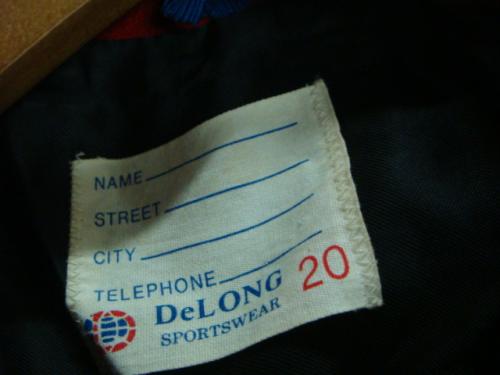 NAME
STREET
CITY
TELEPHONE
DeLONG 20
SPORTSWEAR